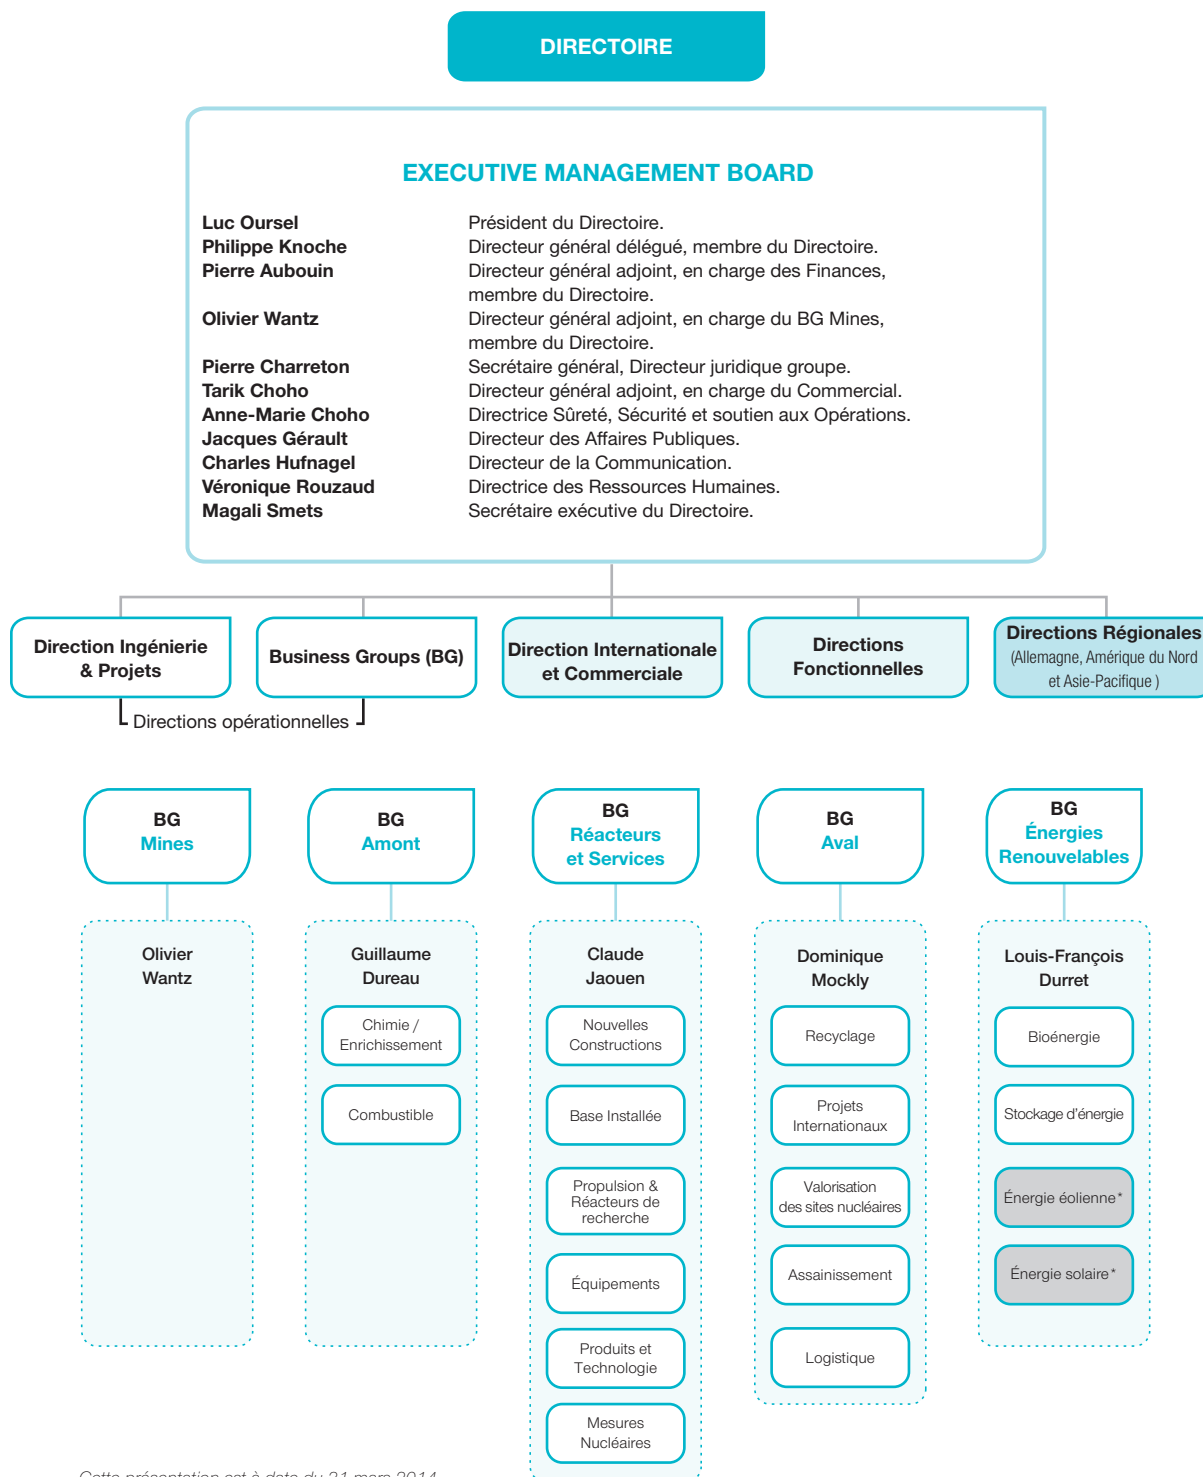 DIRECTOIRE
EXECUTIVE MANAGEMENT BOARD
Luc Oursel Président du Directoire.
Philippe Knoche Directeur général délégué, membre du Directoire.
Pierre Aubouin Directeur général adjoint, en charge des Finances,
membre du Directoire.
Olivier Wantz Directeur général adjoint, en charge du BG Mines,
membre du Directoire.
Pierre Charreton Secrétaire général, Directeur juridique groupe.
Tarik Choho Directeur général adjoint, en charge du Commercial.
Anne-Marie Choho Directrice Sûreté, Sécurité et soutien aux Opérations.
Jacques Gérault Directeur des Affaires Publiques.
Charles Hufnagel Directeur de la Communication.
Véronique Rouzaud Directrice des Ressources Humaines.
Magali Smets Secrétaire exécutive du Directoire.
Direction Ingénierie
& Projets
Business Groups (BG)
Direction Internationale
et Commerciale
Directions
Fonctionnelles
Directions Régionales
(Allemagne, Amérique du Nord
et Asie-Pacifique )
Directions opérationnelles
BG
Mines
Olivier
Wantz
BG
Amont
Guillaume
Dureau
Chimie /
Enrichissement
Combustible
BG
Réacteurs
et Services
Claude
Jaouen
Nouvelles
Constructions
Base Installée
Propulsion &
Réacteurs de
recherche
Équipements
Produits et
Technologie
Mesures
Nucléaires
BG
Aval
Dominique
Mockly
Recyclage
Projets
Internationaux
Valorisation
des sites nucléaires
Assainissement
Logistique
BG
Énergies
Renouvelables
Louis-François
Durret
Bioénergie
Stockage d'énergie
Énergie éolienne*
Énergie solaire*
Cette présentation est à date du 31 mars 2014